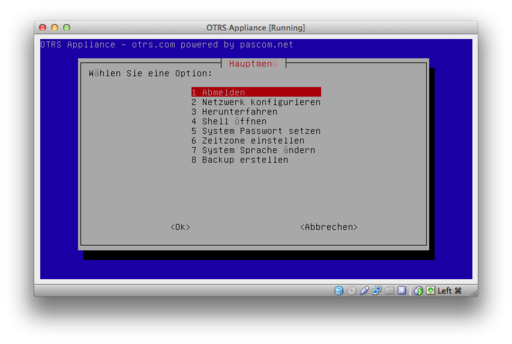 OTRS Appliance [Running]
OTRS Appliance – otrs.com powered by pascom.net
Hauptmenü
Wählen Sie eine Option:
1 Abmelden
2 Netzwerk konfigurieren
3 Herunterfahren
4 Shell öffnen
5 System Passwort setzen
6 Zeitzone einstellen
7 System Sprache ändern
8 Backup erstellen
<Ok> <Abbrechen>
Left ⌘